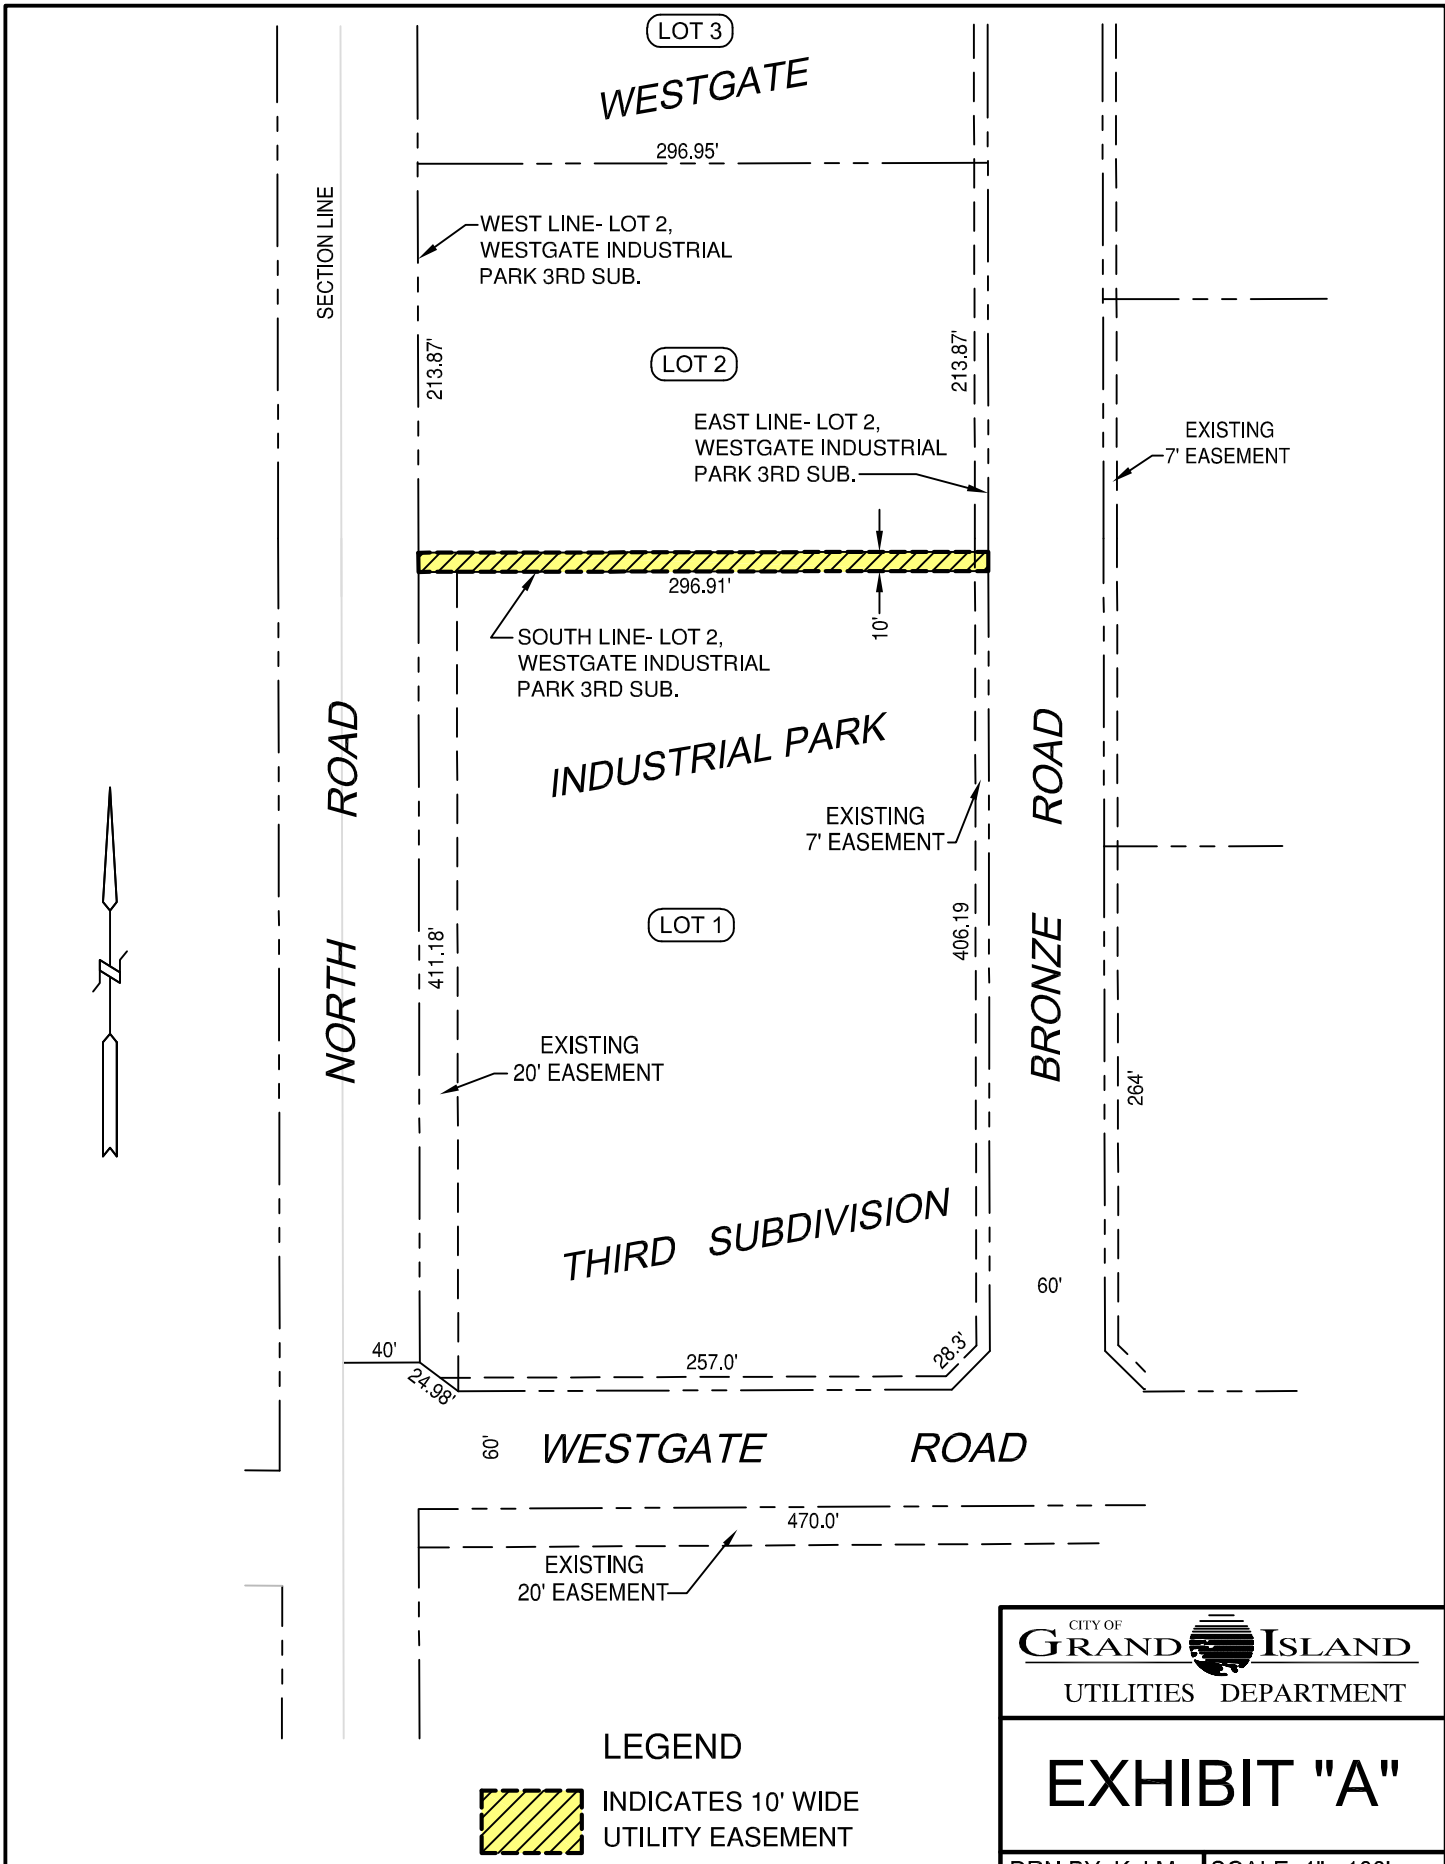 LOT 3
WESTGATE
296.95'
SECTION LINE
WEST LINE- LOT 2,
WESTGATE INDUSTRIAL
PARK 3RD SUB.
213.87'
LOT 2
213.87'
EAST LINE- LOT 2,
WESTGATE INDUSTRIAL
PARK 3RD SUB.
EXISTING
7' EASEMENT
296.91'
10'
SOUTH LINE- LOT 2,
WESTGATE INDUSTRIAL
PARK 3RD SUB.
INDUSTRIAL PARK
NORTH ROAD
BRONZE ROAD
EXISTING
7' EASEMENT
LOT 1
411.18'
406.19
EXISTING
20' EASEMENT
264'
THIRD SUBDIVISION
60'
40'
24.98'
257.0'
28.3'
60'
WESTGATE ROAD
470.0'
EXISTING
20' EASEMENT
CITY OF
GRAND ISLAND
UTILITIES DEPARTMENT
LEGEND
INDICATES 10' WIDE
UTILITY EASEMENT
EXHIBIT "A"